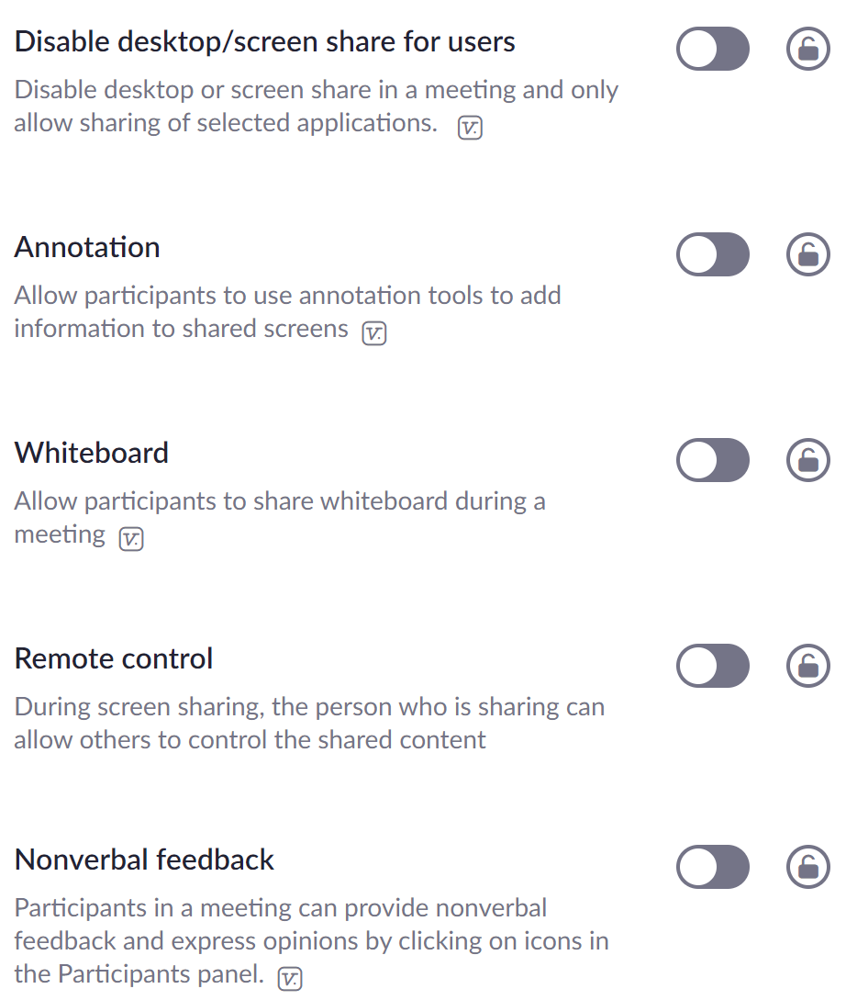 Disable desktop/screen share for users
Disable desktop or screen share in a meeting and only
allow sharing of selected applications. V.
Annotation
Allow participants to use annotation tools to add
information to shared screens V.
Whiteboard
Allow participants to share whiteboard during a
meeting V.
Remote control
During screen sharing, the person who is sharing can
allow others to control the shared content
Nonverbal feedback
Participants in a meeting can provide nonverbal
feedback and express opinions by clicking on icons in
the Participants panel. V.